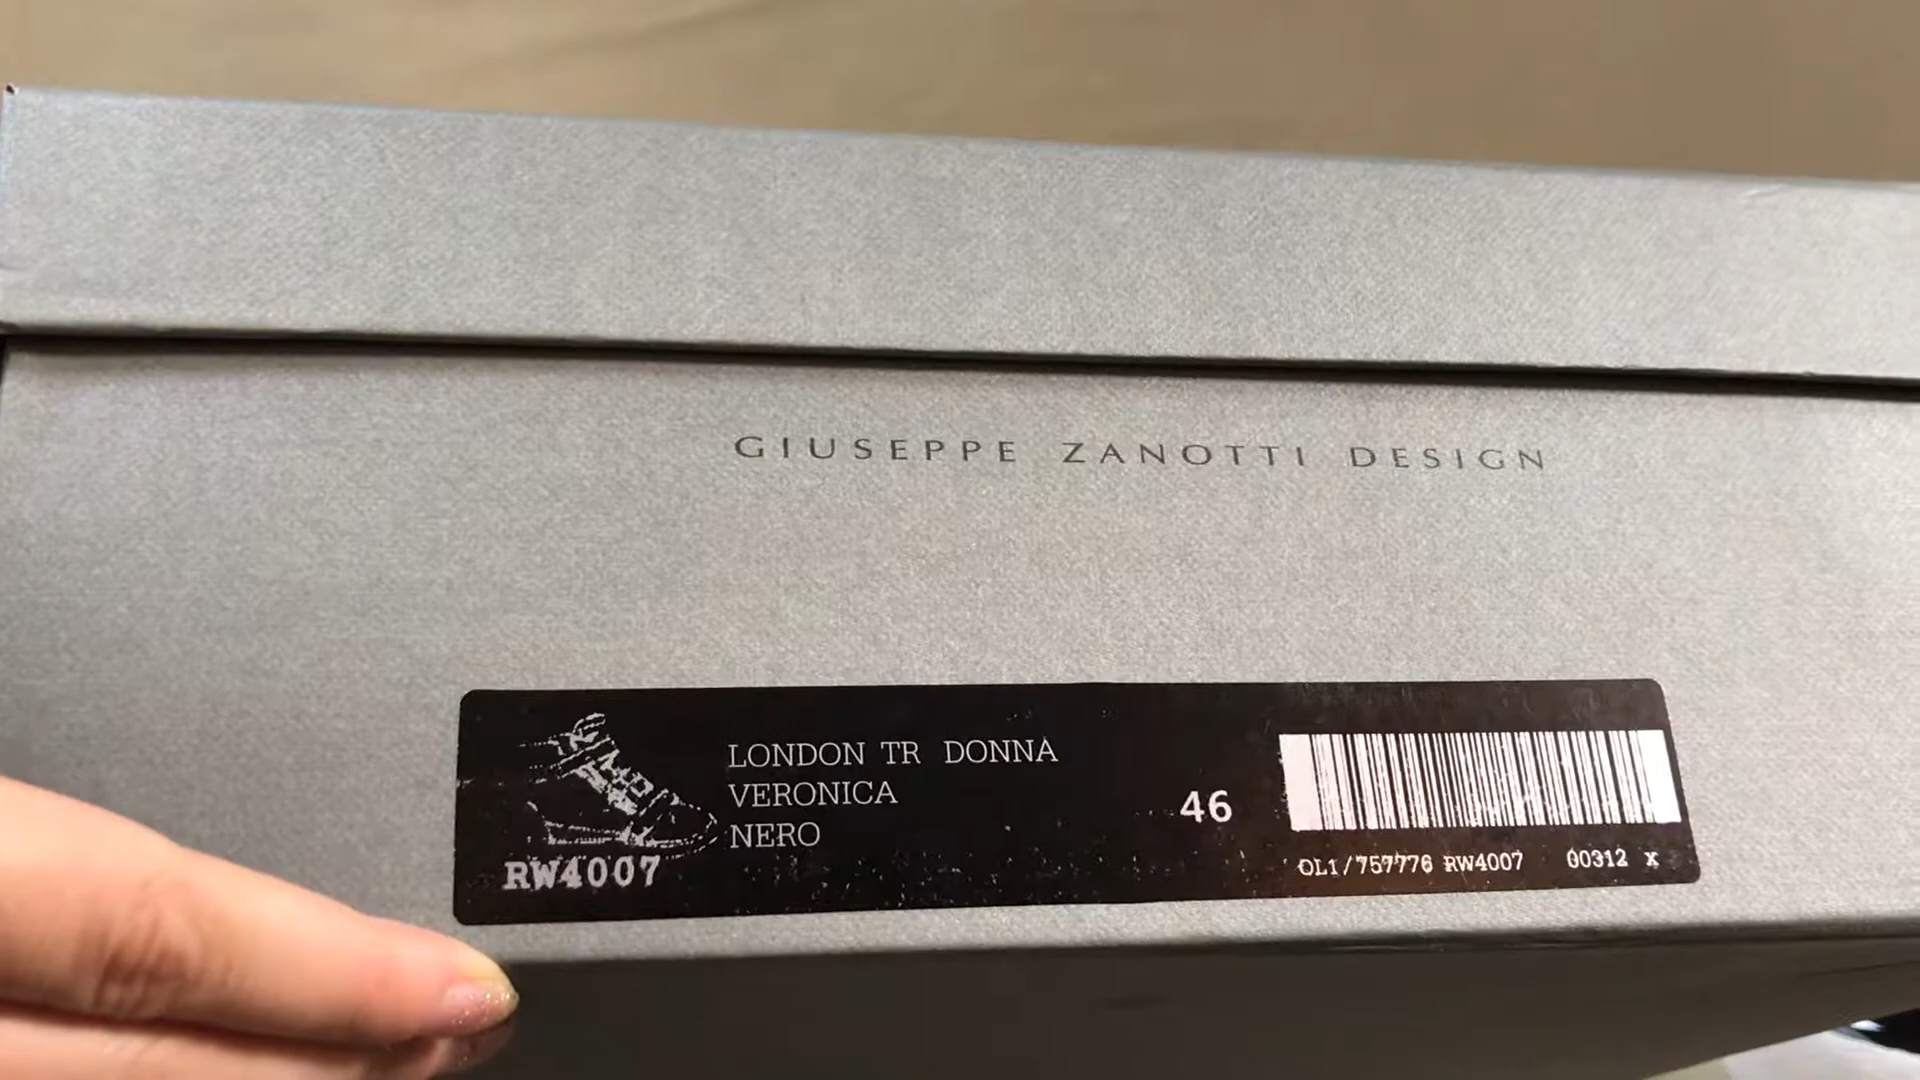 GIUSEPPE ZANOTTI DESIGN
LONDON TR DONNA
VERONICA
NERO
46
RW4007
OL1/757776 RW4007 00312 X